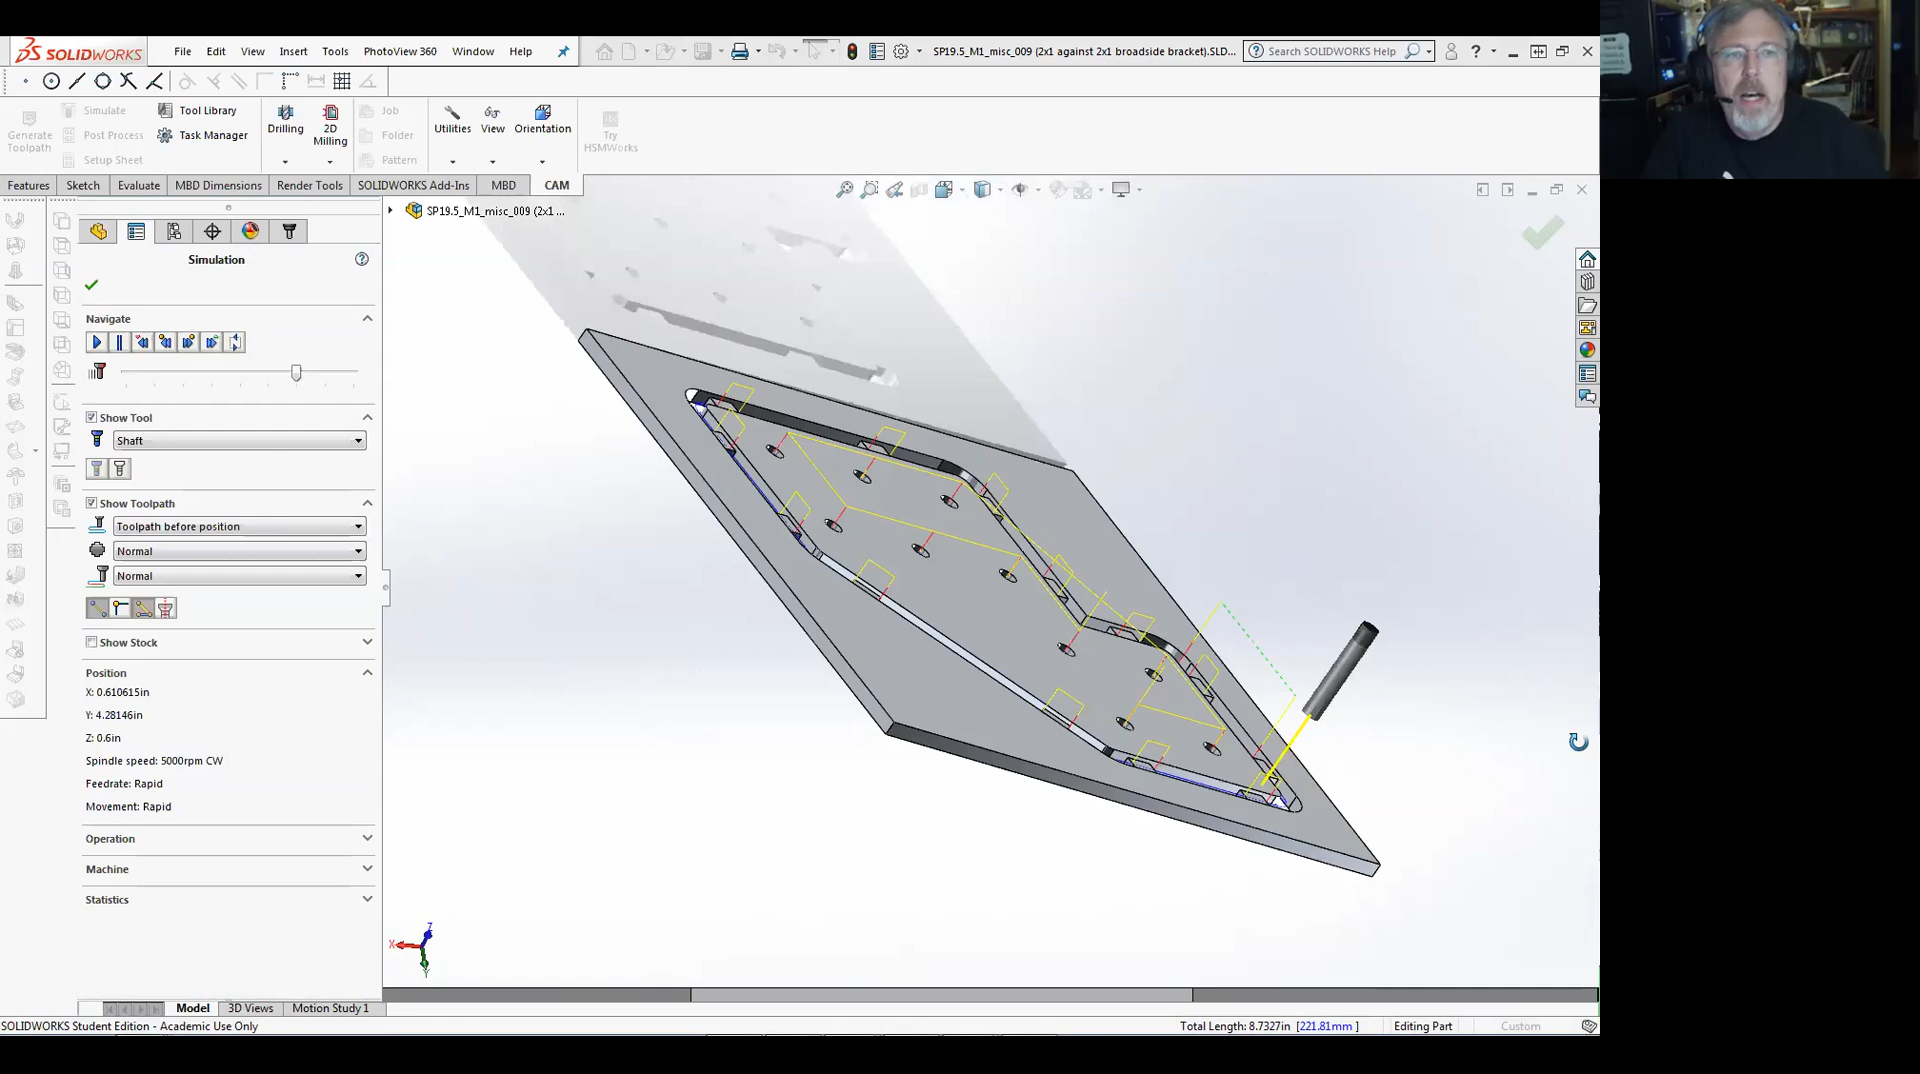 SOLIDWORKS File Edit View Insert Tools PhotoView 360 Window Help SP19.5_M1_misc_009 (2x1 against 2x1 broadside bracket).SLD... Search SOLIDWORKS Help
Generate Toolpath
Simulate
Post Process
Setup Sheet
Tool Library
Task Manager
Drilling
2D Milling
Job
Folder
Pattern
Utilities
View
Orientation
Try HSMWorks
Features Sketch Evaluate MBD Dimensions Render Tools SOLIDWORKS Add-Ins MBD CAM
SP19.5_M1_misc_009 (2x1 ...
Simulation
Navigate
Show Tool
Shaft
Show Toolpath
Toolpath before position
Normal
Normal
Show Stock
Position
X: 0.610615in
Y: 4.28146in
Z: 0.6in
Spindle speed: 5000rpm CW
Feedrate: Rapid
Movement: Rapid
Operation
Machine
Statistics
X
Y
Z
Model 3D Views Motion Study 1
SOLIDWORKS Student Edition - Academic Use Only Total Length: 8.7327in [221.81mm ] Editing Part Custom